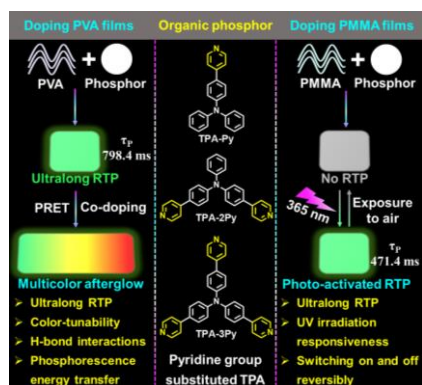 Doping PVA films
PVA
+
Phosphor
τP
798.4 ms
Ultralong RTP
PRET
Co-doping
Multicolor afterglow
➢ Ultralong RTP
➢ Color-tunability
➢ H-bond interactions
➢ Phosphorescence
energy transfer
Organic phosphor
N
N
TPA-Py
N
N
N
TPA-2Py
N
N
N
N
TPA-3Py
Pyridine group
substituted TPA
Doping PMMA films
PMMA
+
Phosphor
No RTP
365 nm
Exposure
to air
τP
471.4 ms
Photo-activated RTP
➢ Ultralong RTP
➢ UV irradiation
responsiveness
➢ Switching on and off
reversibly